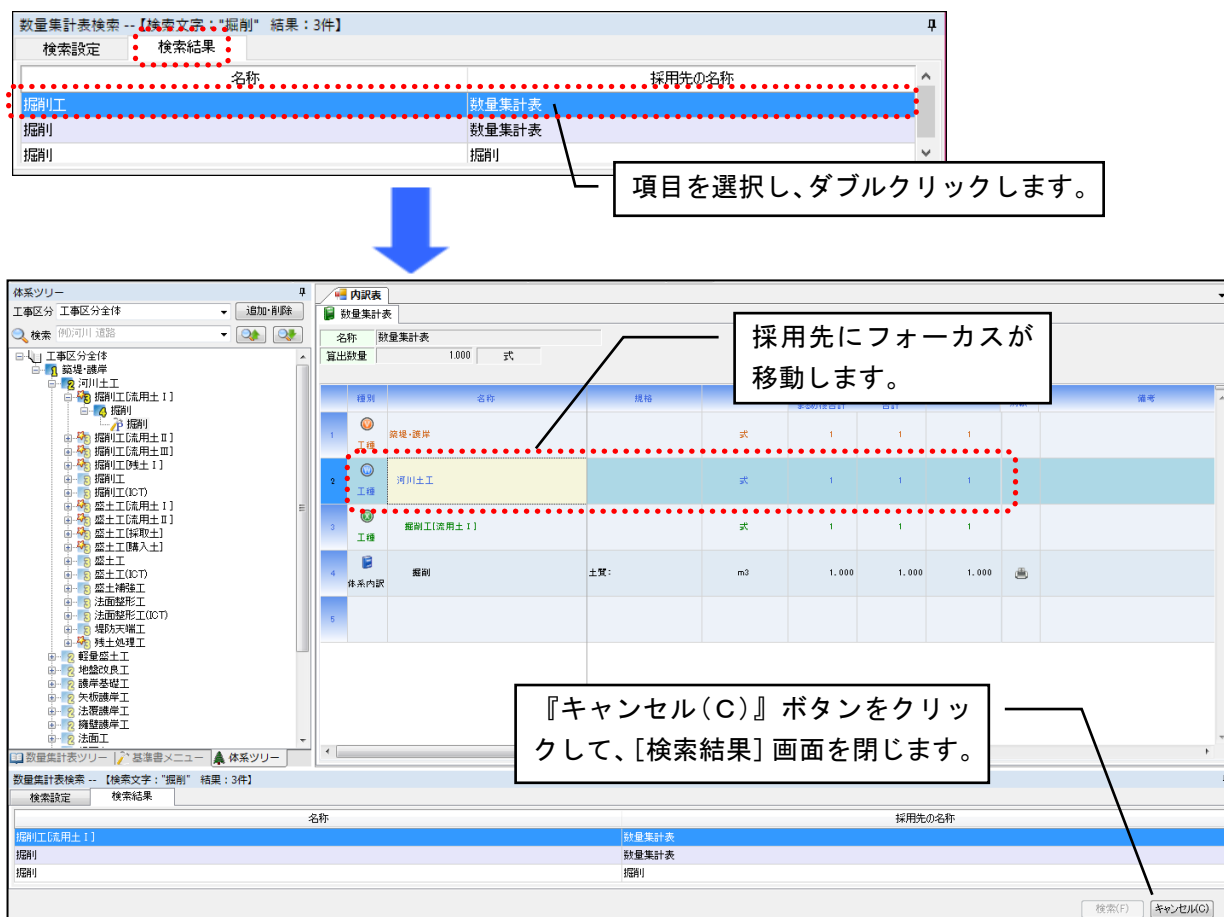 数量集計表検索 --【検索文字："掘削" 結果：3件】
検索設定 検索結果
名称 採用先の名称
掘削工 数量集計表
掘削 数量集計表
掘削 掘削
項目を選択し、ダブルクリックします。
体系ツリー
工事区分 工事区分全体 追加・削除
検索 例)河川 道路
工事区分全体
築堤・護岸
河川土工
掘削工[流用土Ⅰ]
掘削
掘削
掘削工[流用土Ⅱ]
掘削工[流用土Ⅲ]
掘削工[残土Ⅰ]
掘削工
掘削工(ICT)
盛土工[流用土Ⅰ]
盛土工[流用土Ⅱ]
盛土工[採取土]
盛土工[購入土]
盛土工
盛土工(ICT)
盛土補強工
法面整形工
法面整形工(ICT)
堤防天端工
残土処理工
軽量盛土工
地盤改良工
護岸基礎工
矢板護岸工
法覆護岸工
擁壁護岸工
法面工
数量集計表ツリー 基準書メニュー 体系ツリー
内訳表
数量集計表
名称 数量集計表
算出数量 1.000 式
種別 名称 規格 備考
1 工種 築堤・護岸 式 1 1 1
2 工種 河川土工 式 1 1 1
3 工種 掘削工[流用土Ⅰ] 式 1 1 1
4 体系内訳 掘削 土質： m3 1.000 1.000 1.000
5
採用先にフォーカスが
移動します。
『キャンセル(C)』ボタンをクリッ
クして、[検索結果]画面を閉じます。
数量集計表検索 -- 【検索文字："掘削" 結果：3件】
検索設定 検索結果
名称 採用先の名称
掘削工[流用土Ⅰ] 数量集計表
掘削 数量集計表
掘削 掘削
検索(F) キャンセル(C)